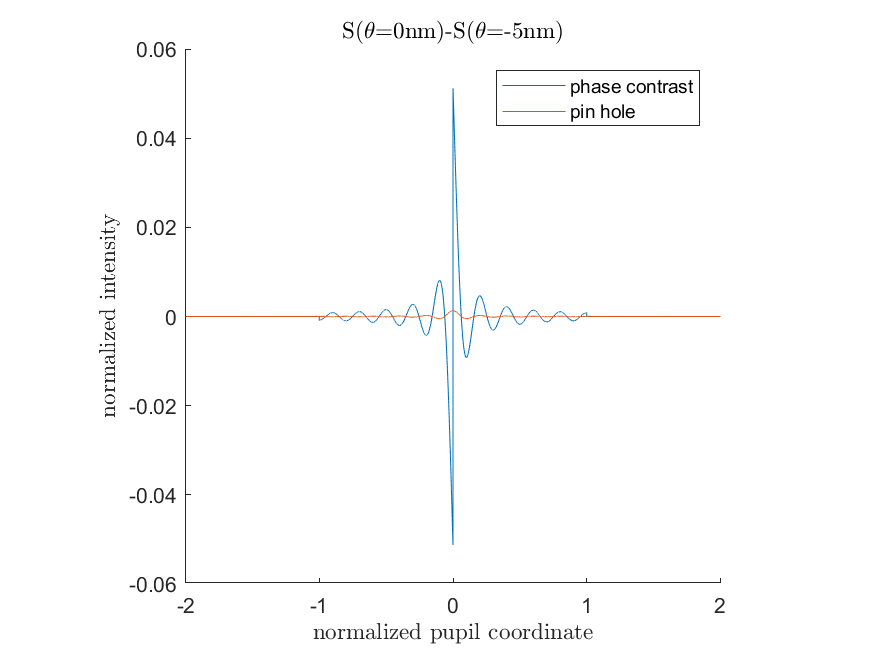 S(θ=0nm)-S(θ=-5nm)
0.06
0.04
0.02
0
-0.02
-0.04
-0.06
-2
-1
0
1
2
normalized intensity
normalized pupil coordinate
phase contrast
pin hole